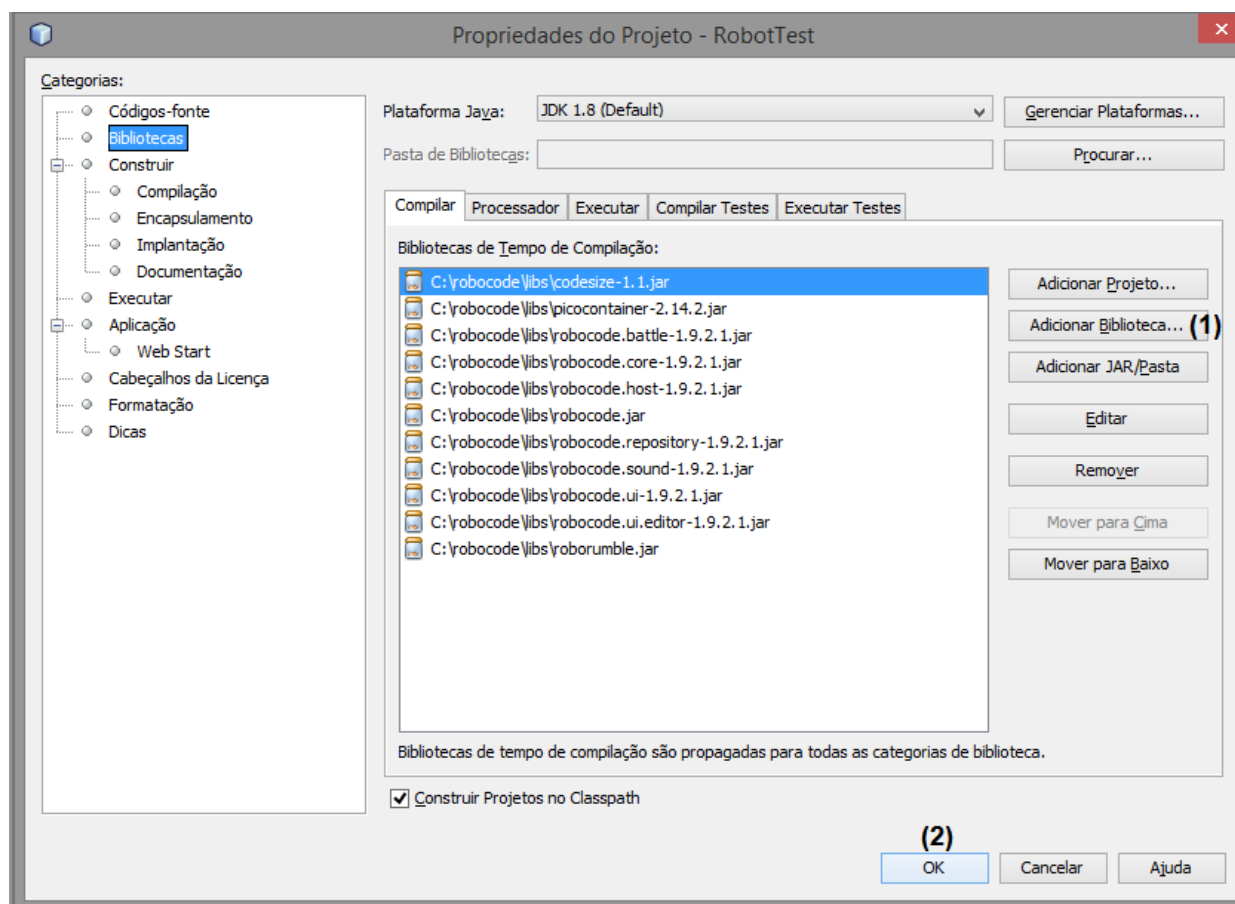 Propriedades do Projeto - RobotTest
Categorias:
Códigos-fonte
Bibliotecas
Construir
Compilação
Encapsulamento
Implantação
Documentação
Executar
Aplicação
Web Start
Cabeçalhos da Licença
Formatação
Dicas
Plataforma Java:
JDK 1.8 (Default)
Gerenciar Plataformas...
Pasta de Bibliotecas:
Procurar...
Compilar
Processador
Executar
Compilar Testes
Executar Testes
Bibliotecas de Tempo de Compilação:
C:\robocode\libs\codesize-1.1.jar
C:\robocode\libs\picocontainer-2.14.2.jar
C:\robocode\libs\robocode.battle-1.9.2.1.jar
C:\robocode\libs\robocode.core-1.9.2.1.jar
C:\robocode\libs\robocode.host-1.9.2.1.jar
C:\robocode\libs\robocode.jar
C:\robocode\libs\robocode.repository-1.9.2.1.jar
C:\robocode\libs\robocode.sound-1.9.2.1.jar
C:\robocode\libs\robocode.ui-1.9.2.1.jar
C:\robocode\libs\robocode.ui.editor-1.9.2.1.jar
C:\robocode\libs\roborumble.jar
Adicionar Projeto...
Adicionar Biblioteca... (1)
Adicionar JAR/Pasta
Editar
Remover
Mover para Cima
Mover para Baixo
Bibliotecas de tempo de compilação são propagadas para todas as categorias de biblioteca.
Construir Projetos no Classpath
(2)
OK
Cancelar
Ajuda